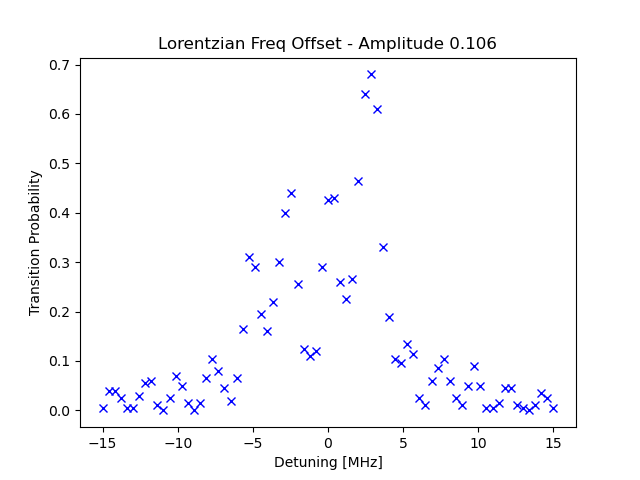 Lorentzian Freq Offset - Amplitude 0.106
0.7
0.6
0.5
0.4
0.3
0.2
0.1
0.0
Transition Probability
−15 −10 −5 0 5 10 15
Detuning [MHz]